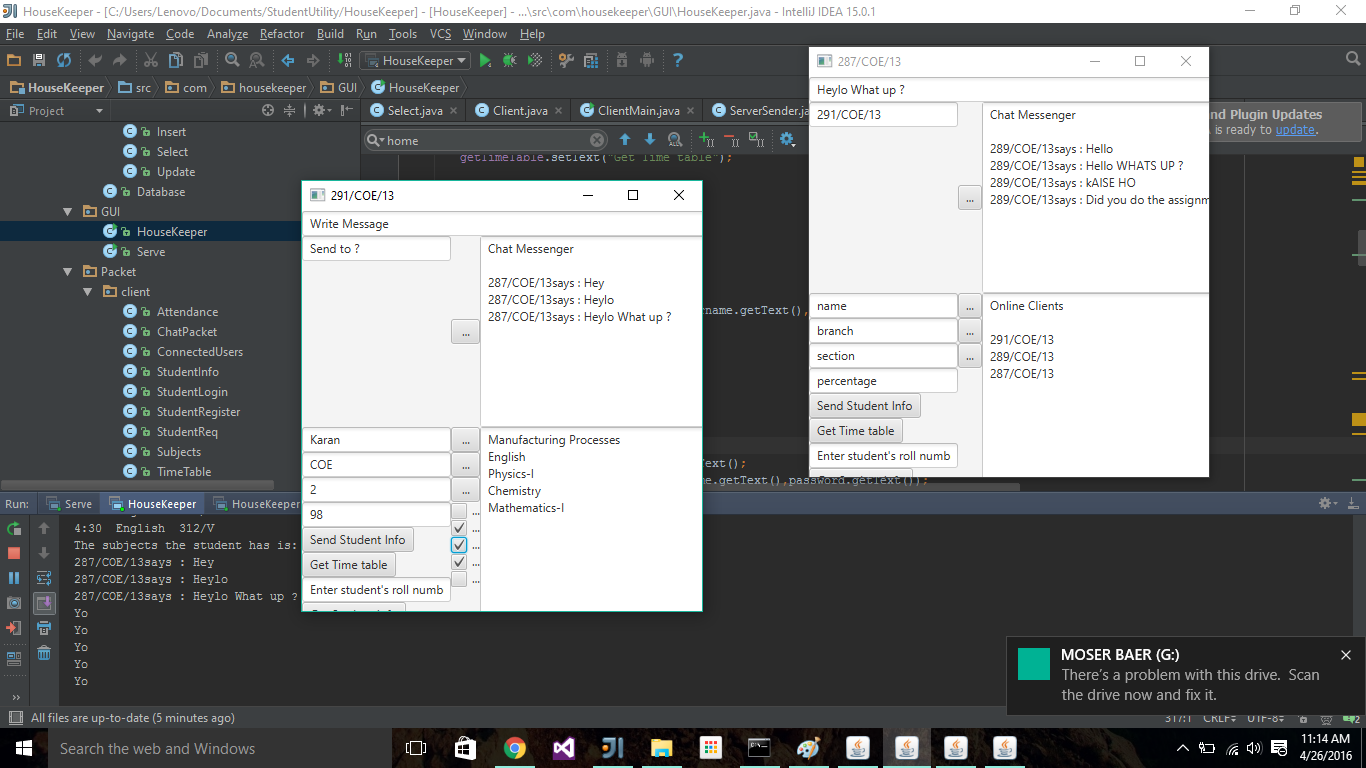 HouseKeeper - [C:/Users/Lenovo/Documents/StudentUtility/HouseKeeper] - [HouseKeeper] - ...\src\com\housekeeper\GUI\HouseKeeper.java - IntelliJ IDEA 15.0.1
File Edit View Navigate Code Analyze Refactor Build Run Tools VCS Window Help
HouseKeeper
HouseKeeper src com housekeeper GUI HouseKeeper
Project
Select.java Client.java ClientMain.java ServerSender.ja
home
getTimeTable.setText("Get Time table");
Insert
Select
Update
Database
GUI
HouseKeeper
Serve
Packet
client
Attendance
ChatPacket
ConnectedUsers
StudentInfo
StudentLogin
StudentRegister
StudentReq
Subjects
TimeTable
name.getText(),
Text();
me.getText(),password.getText());
nd Plugin Updates
is ready to update.
287/COE/13
Heylo What up ?
291/COE/13
...
Chat Messenger
289/COE/13says : Hello
289/COE/13says : Hello WHATS UP ?
289/COE/13says : kAISE HO
289/COE/13says : Did you do the assignm
name ...
branch ...
section ...
percentage
Send Student Info
Get Time table
Enter student's roll numb
Online Clients
291/COE/13
289/COE/13
287/COE/13
291/COE/13
Write Message
Send to ?
...
Chat Messenger
287/COE/13says : Hey
287/COE/13says : Heylo
287/COE/13says : Heylo What up ?
Karan ...
COE ...
2 ...
98 ...
Send Student Info ...
...
Get Time table ...
Enter student's roll numb ...
Manufacturing Processes
English
Physics-I
Chemistry
Mathematics-I
Run: Serve HouseKeeper HouseKeeper
4:30 English 312/V
The subjects the student has is:
287/COE/13says : Hey
287/COE/13says : Heylo
287/COE/13says : Heylo What up ?
Yo
Yo
Yo
Yo
Yo
MOSER BAER (G:)
There's a problem with this drive. Scan
the drive now and fix it.
All files are up-to-date (5 minutes ago)
317:1 CRLF UTF-8
Search the web and Windows
11:14 AM
4/26/2016